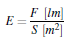 E = F [lm] / S [m²]